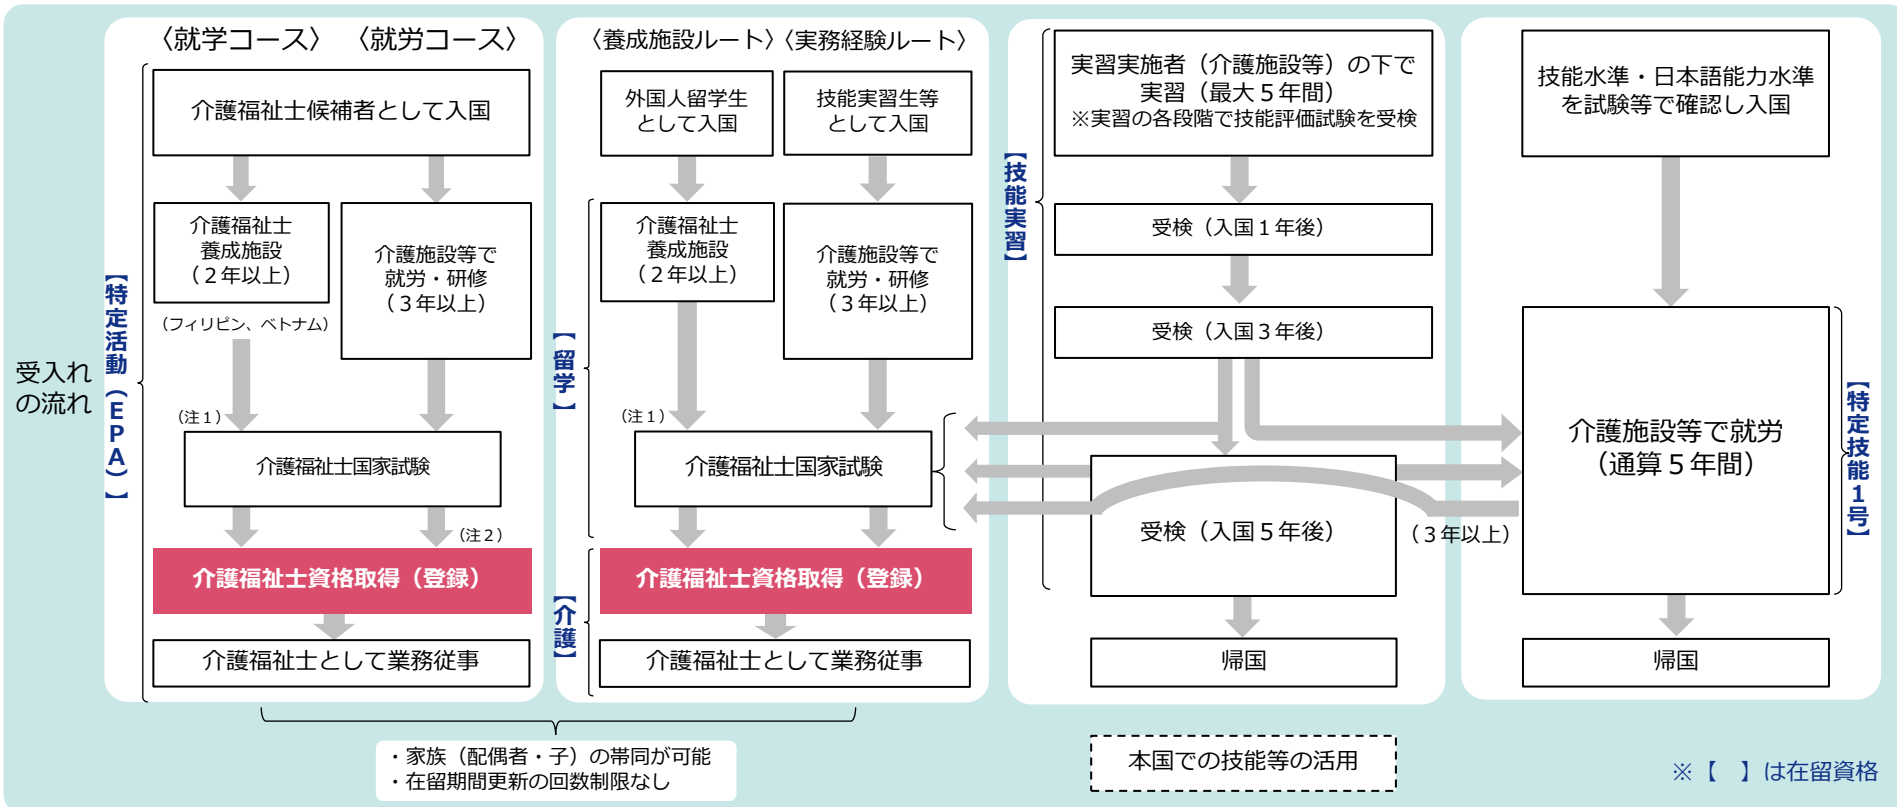 受入れ
の流れ
【特定活動（EPA）】
〈就学コース〉
〈就労コース〉
介護福祉士候補者として入国
介護福祉士
養成施設
（２年以上）
（フィリピン、ベトナム）
介護施設等で
就労・研修
（３年以上）
（注１）
介護福祉士国家試験
（注２）
介護福祉士資格取得（登録）
介護福祉士として業務従事
〈養成施設ルート〉
〈実務経験ルート〉
外国人留学生
として入国
技能実習生等
として入国
【留学】
介護福祉士
養成施設
（２年以上）
介護施設等で
就労・研修
（３年以上）
（注１）
介護福祉士国家試験
【介護】
介護福祉士資格取得（登録）
介護福祉士として業務従事
・家族（配偶者・子）の帯同が可能
・在留期間更新の回数制限なし
【技能実習】
実習実施者（介護施設等）の下で
実習（最大５年間）
※実習の各段階で技能評価試験を受検
受検（入国１年後）
受検（入国３年後）
受検（入国５年後）
帰国
本国での技能等の活用
技能水準・日本語能力水準
を試験等で確認し入国
介護施設等で就労
（通算５年間）
【特定技能１号】
（３年以上）
帰国
※【　】は在留資格